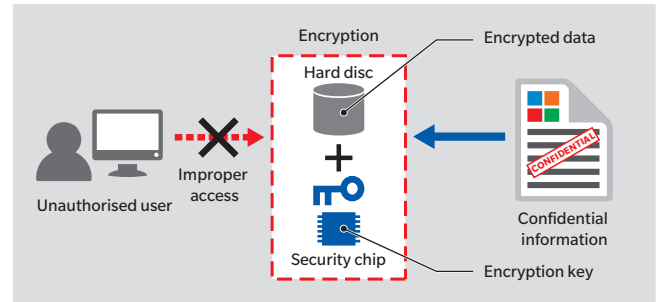 Encryption
Encrypted data
Hard disc
CONFIDENTIAL
Improper
access
Unauthorised user
Confidential
information
Security chip
Encryption key